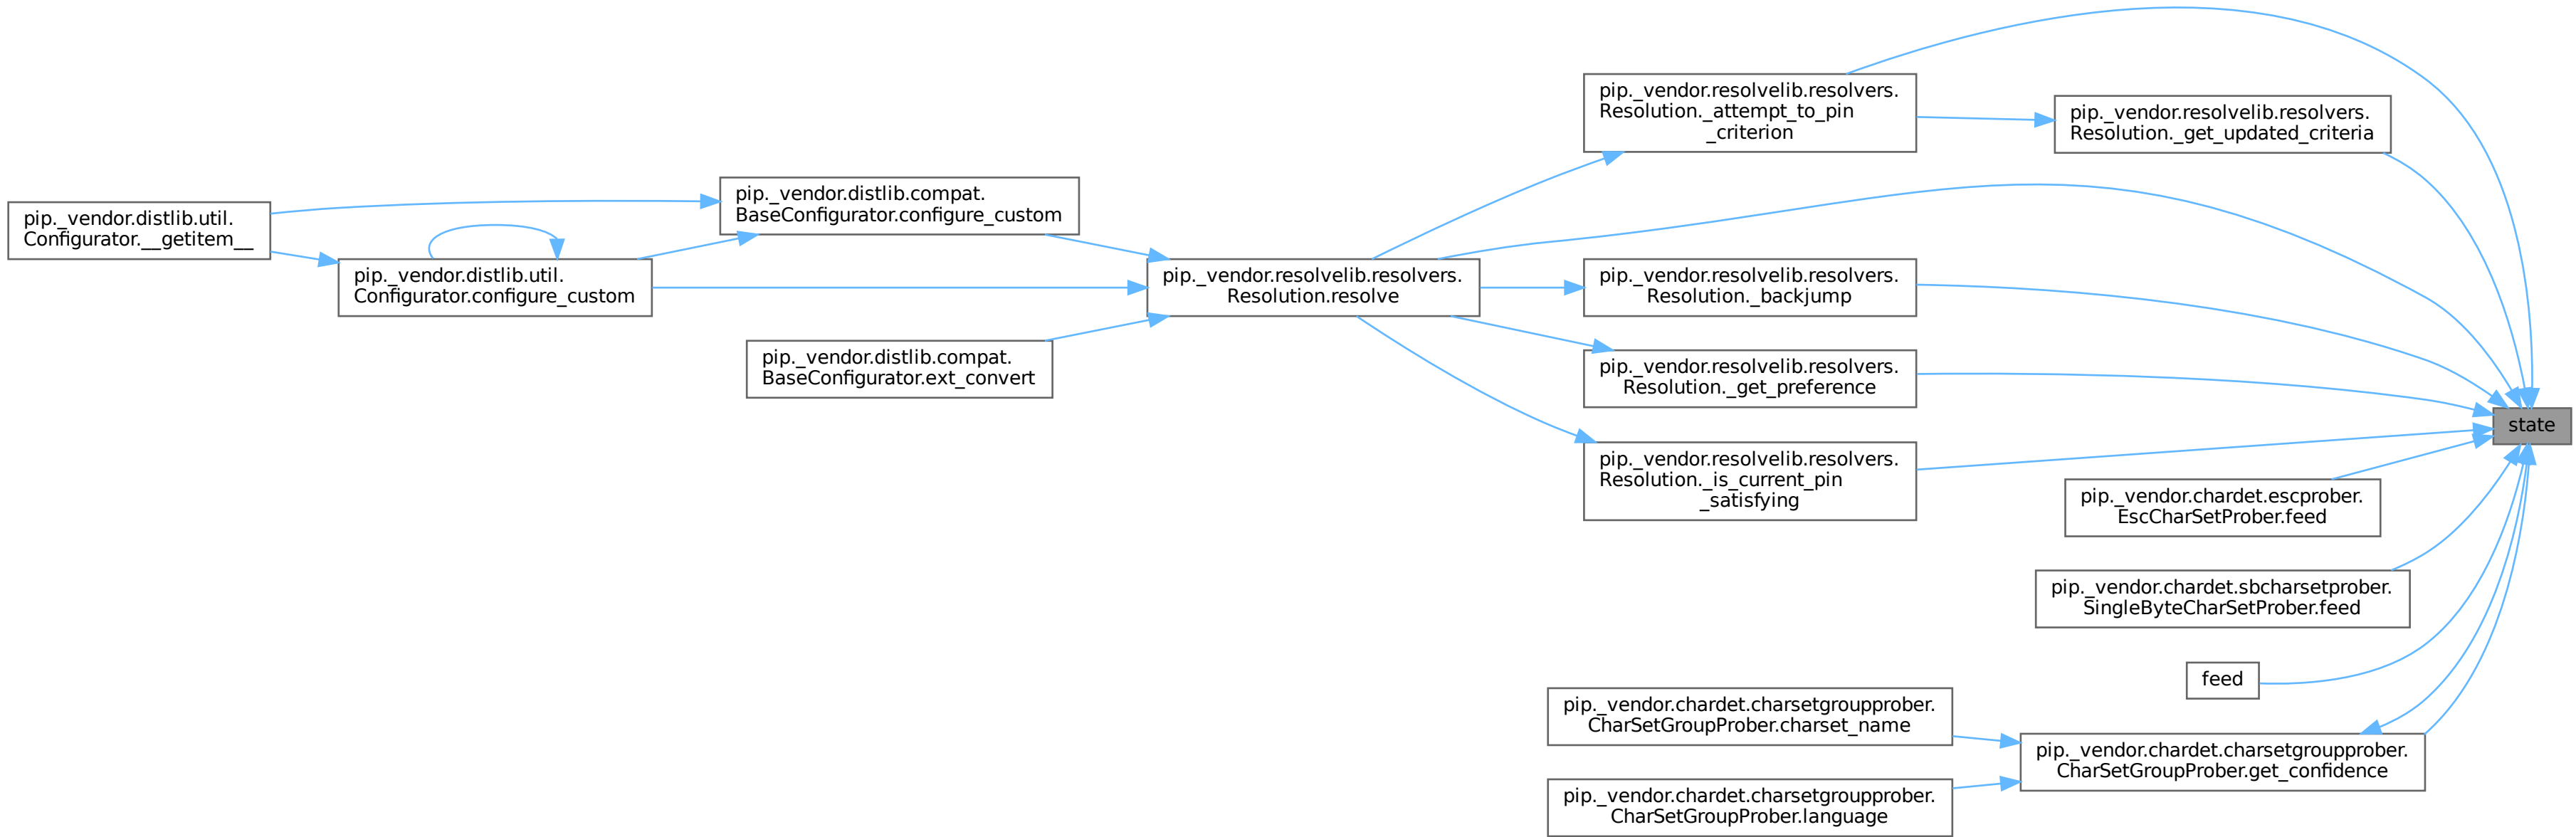 pip._vendor.distlib.util.
Configurator.__getitem__
pip._vendor.distlib.util.
Configurator.configure_custom
pip._vendor.distlib.compat.
BaseConfigurator.configure_custom
pip._vendor.distlib.compat.
BaseConfigurator.ext_convert
pip._vendor.resolvelib.resolvers.
Resolution.resolve
pip._vendor.resolvelib.resolvers.
Resolution._attempt_to_pin
_criterion
pip._vendor.resolvelib.resolvers.
Resolution._backjump
pip._vendor.resolvelib.resolvers.
Resolution._get_preference
pip._vendor.resolvelib.resolvers.
Resolution._is_current_pin
_satisfying
pip._vendor.chardet.charsetgroupprober.
CharSetGroupProber.charset_name
pip._vendor.chardet.charsetgroupprober.
CharSetGroupProber.language
pip._vendor.resolvelib.resolvers.
Resolution._get_updated_criteria
pip._vendor.chardet.escprober.
EscCharSetProber.feed
pip._vendor.chardet.sbcharsetprober.
SingleByteCharSetProber.feed
feed
pip._vendor.chardet.charsetgroupprober.
CharSetGroupProber.get_confidence
state